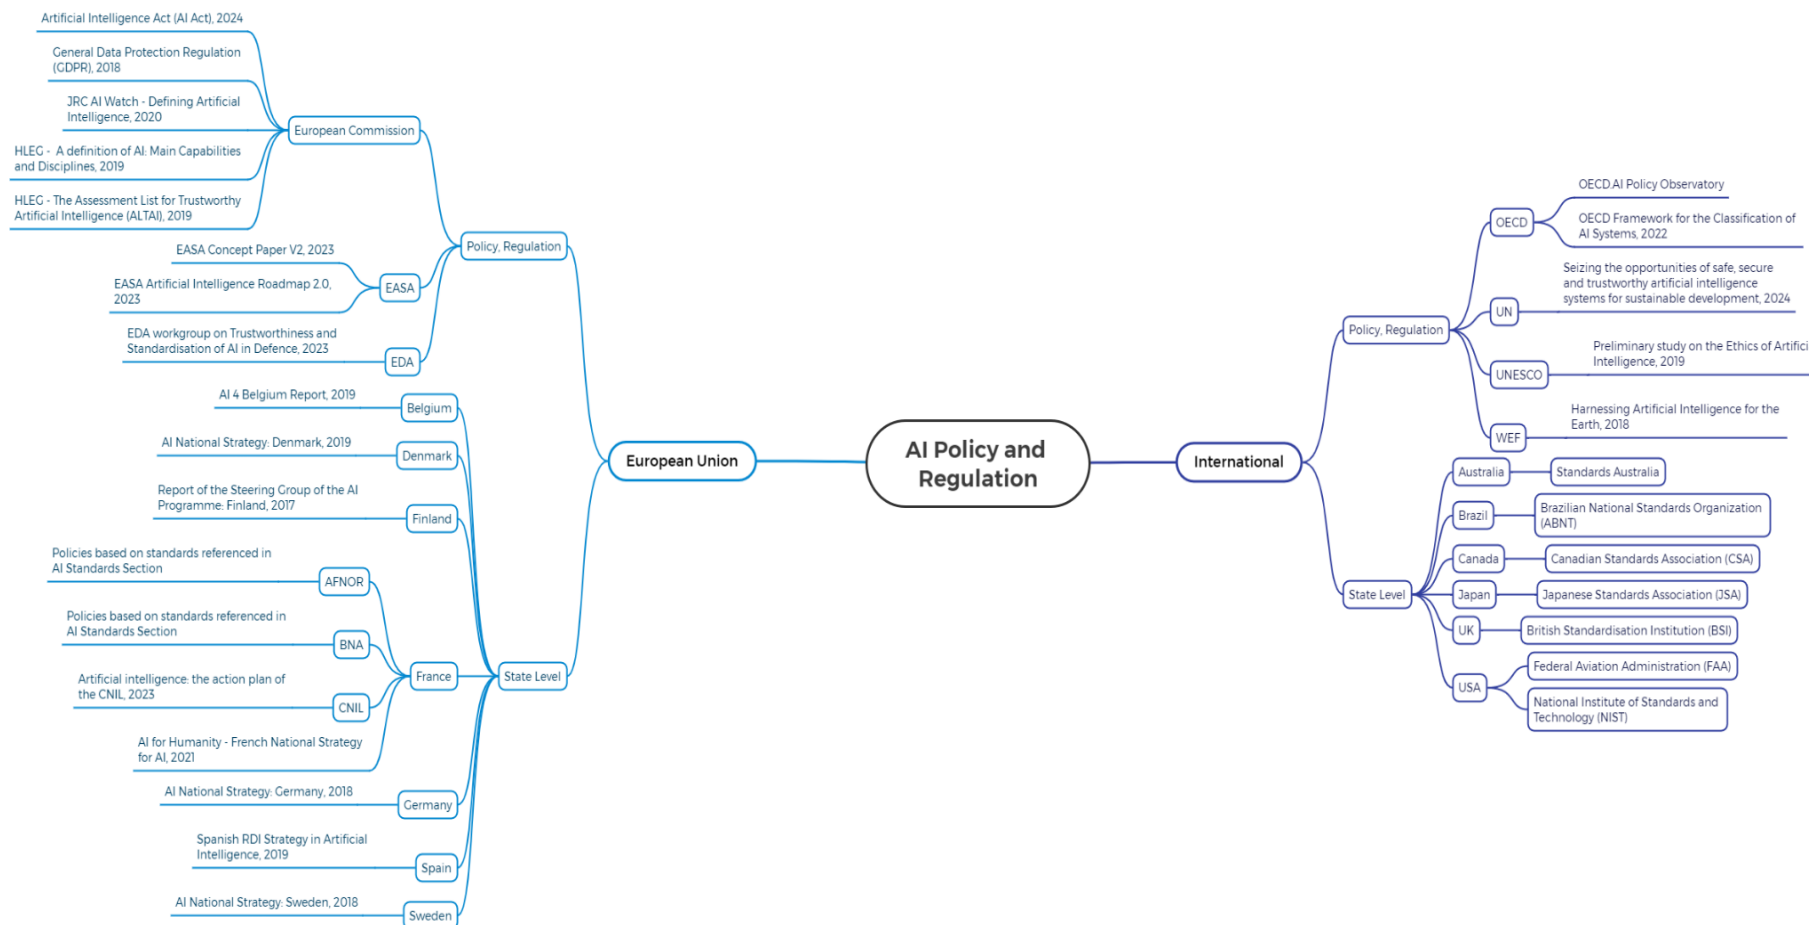 Artificial Intelligence Act (AI Act), 2024
General Data Protection Regulation
(GDPR), 2018
JRC AI Watch - Defining Artificial
Intelligence, 2020
HLEG - A definition of AI: Main Capabilities
and Disciplines, 2019
HLEG - The Assessment List for Trustworthy
Artificial Intelligence (ALTAI), 2019
European Commission
EASA Concept Paper V2, 2023
EASA Artificial Intelligence Roadmap 2.0,
2023
EASA
EDA workgroup on Trustworthiness and
Standardisation of AI in Defence, 2023
EDA
Policy, Regulation
AI 4 Belgium Report, 2019
Belgium
AI National Strategy: Denmark, 2019
Denmark
Report of the Steering Group of the AI
Programme: Finland, 2017
Finland
Policies based on standards referenced in
AI Standards Section
AFNOR
Policies based on standards referenced in
AI Standards Section
BNA
Artificial intelligence: the action plan of
the CNIL, 2023
CNIL
AI for Humanity - French National Strategy
for AI, 2021
France
AI National Strategy: Germany, 2018
Germany
Spanish RDI Strategy in Artificial
Intelligence, 2019
Spain
AI National Strategy: Sweden, 2018
Sweden
State Level
European Union
AI Policy and
Regulation
International
Policy, Regulation
OECD
OECD.AI Policy Observatory
OECD Framework for the Classification of
AI Systems, 2022
UN
Seizing the opportunities of safe, secure
and trustworthy artificial intelligence
systems for sustainable development, 2024
UNESCO
Preliminary study on the Ethics of Artifici
Intelligence, 2019
WEF
Harnessing Artificial Intelligence for the
Earth, 2018
State Level
Australia
Standards Australia
Brazil
Brazilian National Standards Organization
(ABNT)
Canada
Canadian Standards Association (CSA)
Japan
Japanese Standards Association (JSA)
UK
British Standardisation Institution (BSI)
USA
Federal Aviation Administration (FAA)
National Institute of Standards and
Technology (NIST)